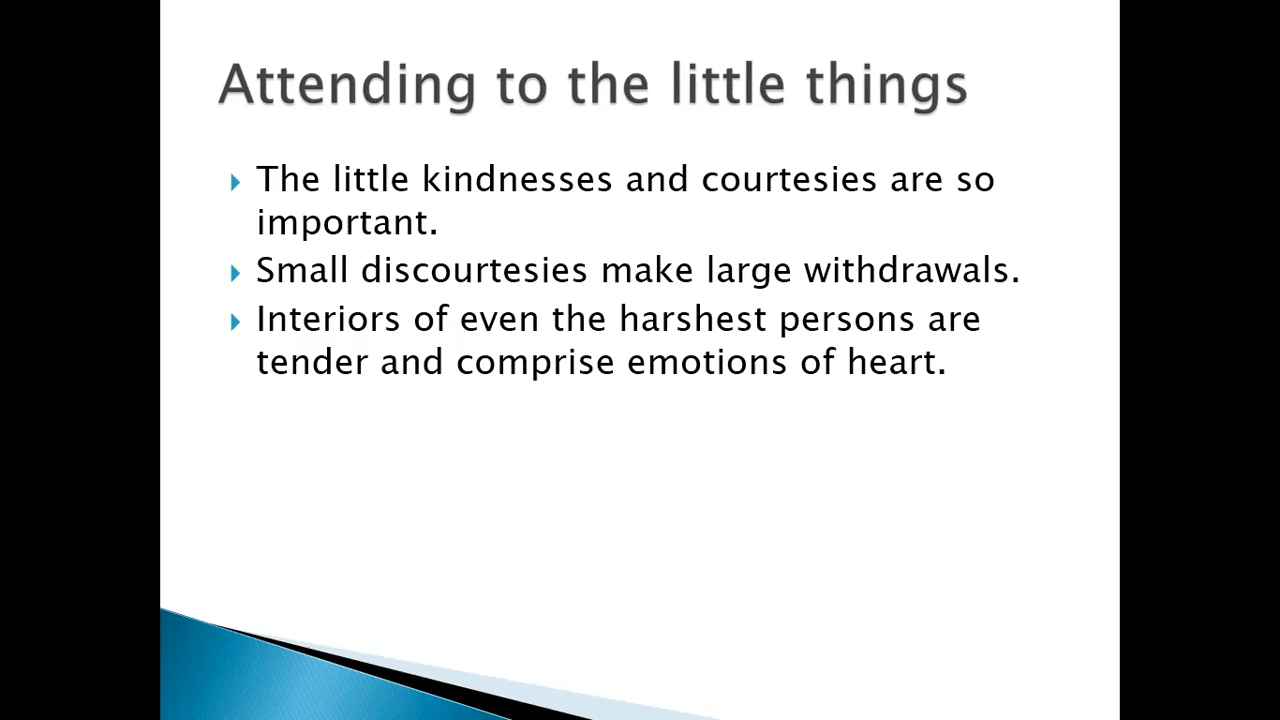 Attending to the little things
The little kindnesses and courtesies are so
important.
Small discourtesies make large withdrawals.
Interiors of even the harshest persons are
tender and comprise emotions of heart.